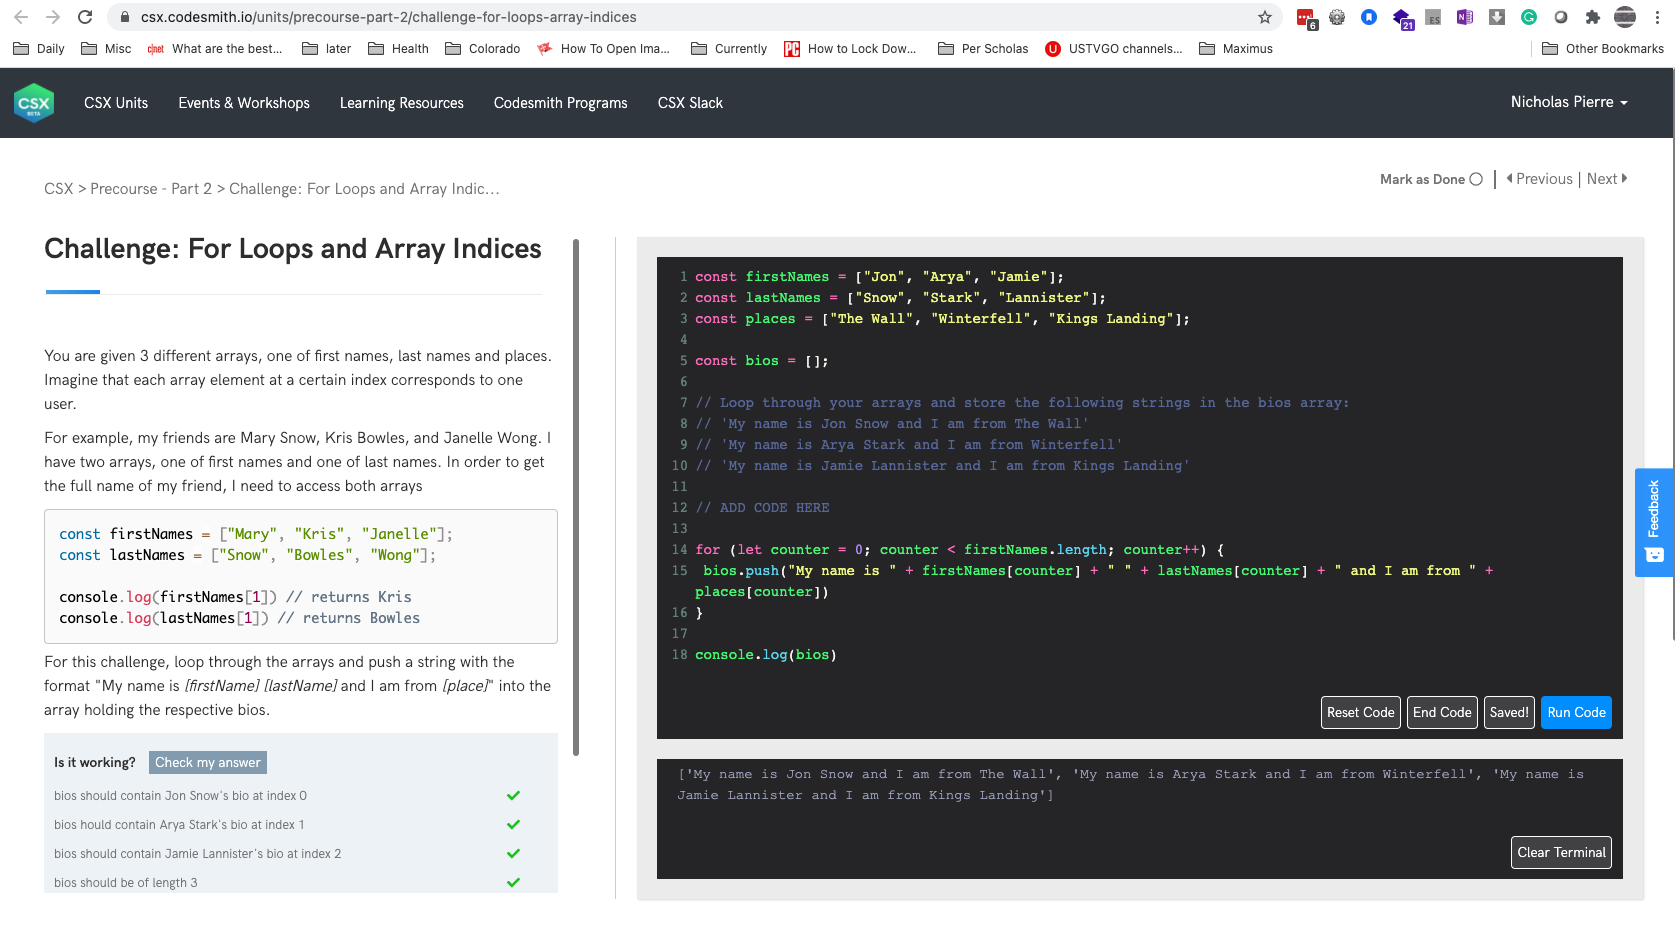 csx.codesmith.io/units/precourse-part-2/challenge-for-loops-array-indices
6
21
ES
N
G
Daily Misc c|net What are the best... later Health Colorado How To Open Ima... Currently PC How to Lock Dow... Per Scholas U USTVGO channels... Maximus Other Bookmarks
CSX
BETA
CSX Units Events & Workshops Learning Resources Codesmith Programs CSX Slack Nicholas Pierre
CSX > Precourse - Part 2 > Challenge: For Loops and Array Indic...
Mark as Done | Previous | Next
Challenge: For Loops and Array Indices
You are given 3 different arrays, one of first names, last names and places.
Imagine that each array element at a certain index corresponds to one
user.
For example, my friends are Mary Snow, Kris Bowles, and Janelle Wong. I
have two arrays, one of first names and one of last names. In order to get
the full name of my friend, I need to access both arrays
const firstNames = ["Mary", "Kris", "Janelle"];
const lastNames = ["Snow", "Bowles", "Wong"];
console.log(firstNames[1]) // returns Kris
console.log(lastNames[1]) // returns Bowles
For this challenge, loop through the arrays and push a string with the
format "My name is [firstName] [lastName] and I am from [place]" into the
array holding the respective bios.
Is it working? Check my answer
bios should contain Jon Snow's bio at index 0
bios hould contain Arya Stark's bio at index 1
bios should contain Jamie Lannister's bio at index 2
bios should be of length 3
1 const firstNames = ["Jon", "Arya", "Jamie"];
2 const lastNames = ["Snow", "Stark", "Lannister"];
3 const places = ["The Wall", "Winterfell", "Kings Landing"];
4
5 const bios = [];
6
7 // Loop through your arrays and store the following strings in the bios array:
8 // 'My name is Jon Snow and I am from The Wall'
9 // 'My name is Arya Stark and I am from Winterfell'
10 // 'My name is Jamie Lannister and I am from Kings Landing'
11
12 // ADD CODE HERE
13
14 for (let counter = 0; counter < firstNames.length; counter++) {
15 bios.push("My name is " + firstNames[counter] + " " + lastNames[counter] + " and I am from " +
places[counter])
16 }
17
18 console.log(bios)
Reset Code End Code Saved! Run Code
['My name is Jon Snow and I am from The Wall', 'My name is Arya Stark and I am from Winterfell', 'My name is
Jamie Lannister and I am from Kings Landing']
Clear Terminal
Feedback